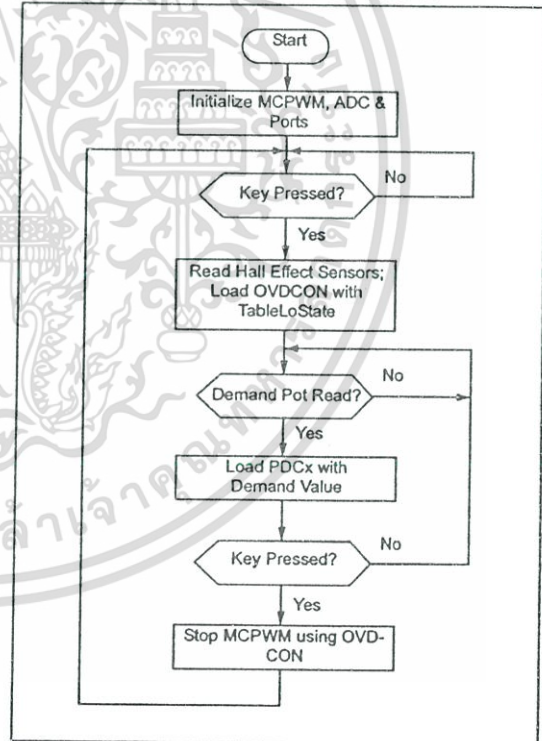 Start
Initialize MCPWM, ADC &
Ports
Key Pressed?
No
Yes
Read Hall Effect Sensors;
Load OVDCON with
TableLoState
Demand Pot Read?
No
Yes
Load PDCx with
Demand Value
Key Pressed?
No
Yes
Stop MCPWM using OVD-
CON